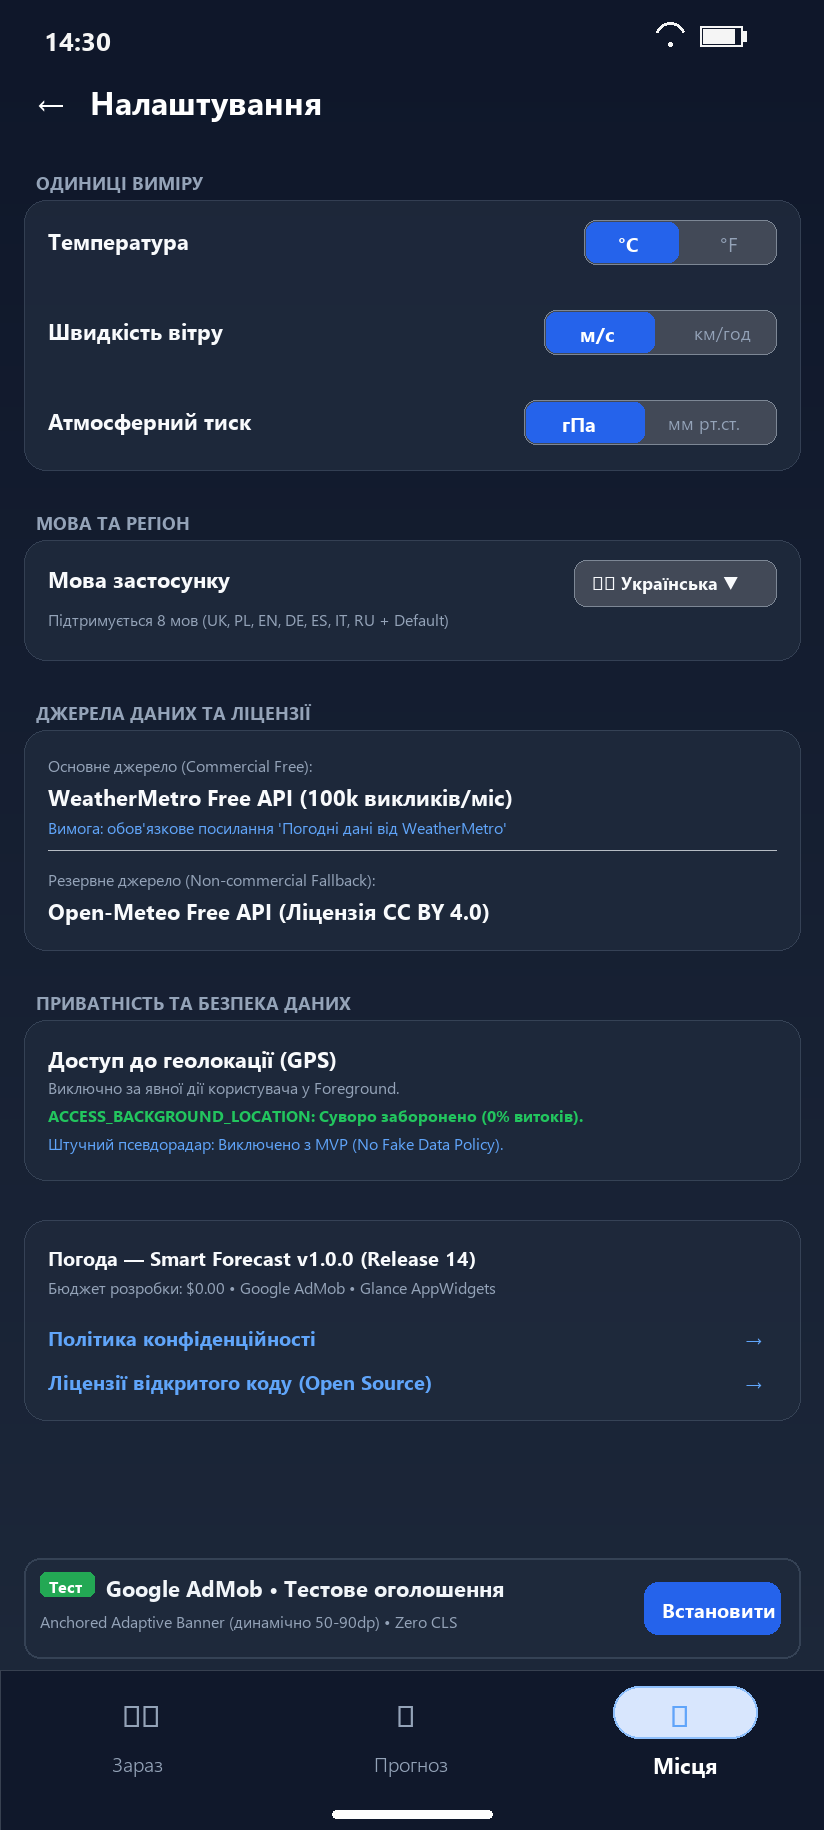 14:30
← Налаштування
ОДИНИЦІ ВИМІРУ
Температура °C °F
Швидкість вітру м/с км/год
Атмосферний тиск гПа мм рт.ст.
МОВА ТА РЕГІОН
Мова застосунку Українська ▼
Підтримується 8 мов (UK, PL, EN, DE, ES, IT, RU + Default)
ДЖЕРЕЛА ДАНИХ ТА ЛІЦЕНЗІЇ
Основне джерело (Commercial Free):
WeatherMetro Free API (100k викликів/міс)
Вимога: обов'язкове посилання 'Погодні дані від WeatherMetro'
Резервне джерело (Non-commercial Fallback):
Open-Meteo Free API (Ліцензія CC BY 4.0)
ПРИВАТНІСТЬ ТА БЕЗПЕКА ДАНИХ
Доступ до геолокації (GPS)
Виключно за явної дії користувача у Foreground.
ACCESS_BACKGROUND_LOCATION: Суворо заборонено (0% витоків).
Штучний псевдорадар: Виключено з MVP (No Fake Data Policy).
Погода — Smart Forecast v1.0.0 (Release 14)
Бюджет розробки: $0.00 • Google AdMob • Glance AppWidgets
Політика конфіденційності →
Ліцензії відкритого коду (Open Source) →
Тест Google AdMob • Тестове оголошення
Anchored Adaptive Banner (динамічно 50-90dp) • Zero CLS
Встановити
Зараз Прогноз Місця